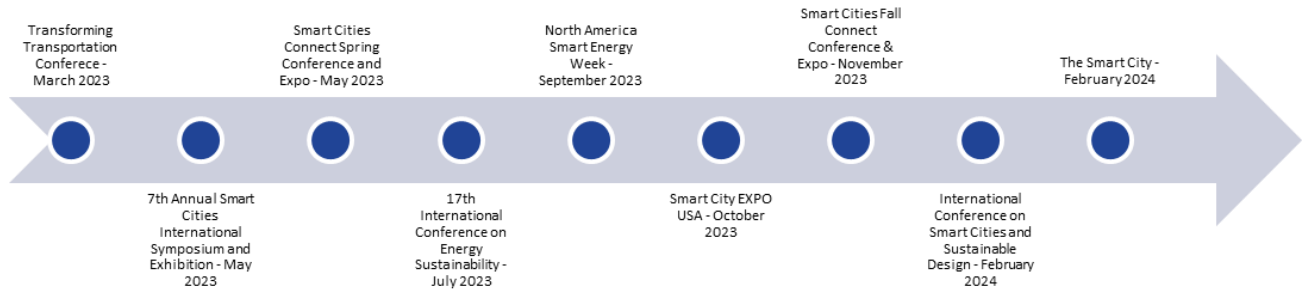 Transforming
Transportation
Conferece -
March 2023
7th Annual Smart
Cities
International
Symposium and
Exhibition - May
2023
Smart Cities
Connect Spring
Conference and
Expo - May 2023
17th
International
Conference on
Energy
Sustainability -
July 2023
North America
Smart Energy
Week -
September 2023
Smart City EXPO
USA - October
2023
Smart Cities Fall
Connect
Conference &
Expo - November
2023
International
Conference on
Smart Cities and
Sustainable
Design - February
2024
The Smart City -
February 2024